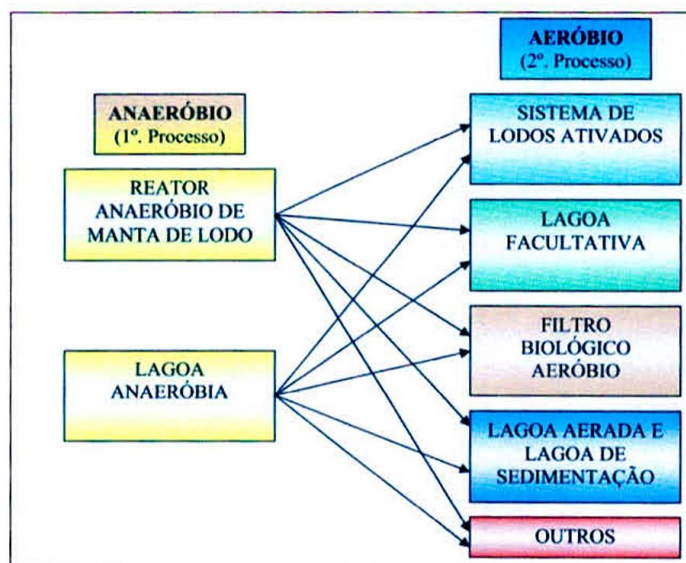 AERÓBIO
(2º. Processo)
ANAERÓBIO
(1º. Processo)
REATOR
ANAERÓBIO DE
MANTA DE LODO
LAGOA
ANAERÓBIA
SISTEMA DE
LODOS ATIVADOS
LAGOA
FACULTATIVA
FILTRO
BIOLÓGICO
AERÓBIO
LAGOA AERADA E
LAGOA DE
SEDIMENTAÇÃO
OUTROS